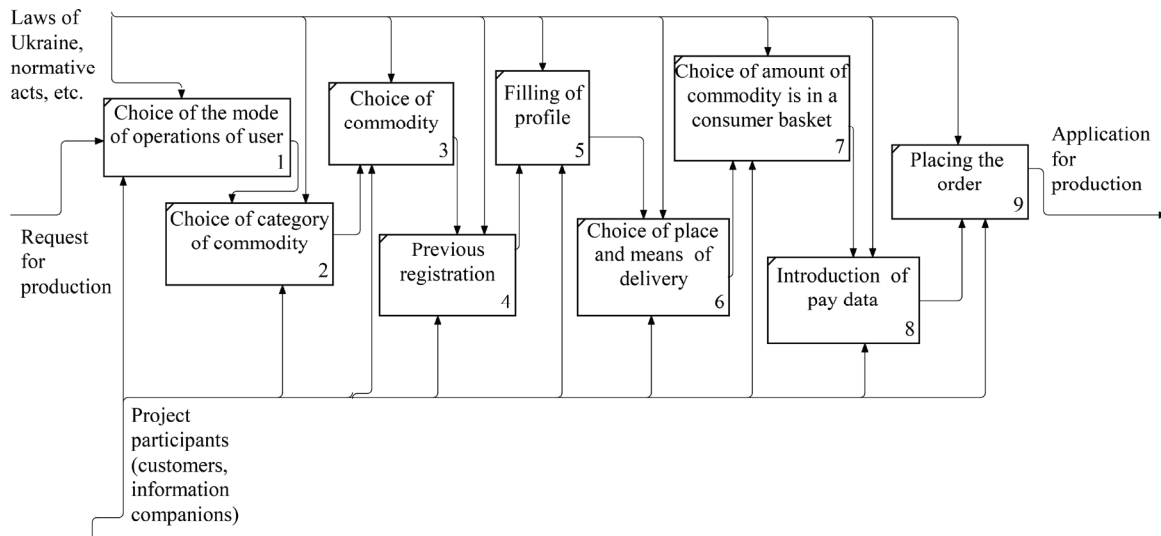 Laws of
Ukraine,
normative
acts, etc.
Choice of the mode
of operations of user
1
Request
for
production
Choice of category
of commodity
2
Choice of
commodity
3
Previous
registration
4
Filling of
profile
5
Choice of place
and means of
delivery
6
Choice of amount of
commodity is in a
consumer basket
7
Introduction of
pay data
8
Placing the
order
9
Application
for
production
Project
participants
(customers,
information
companions)